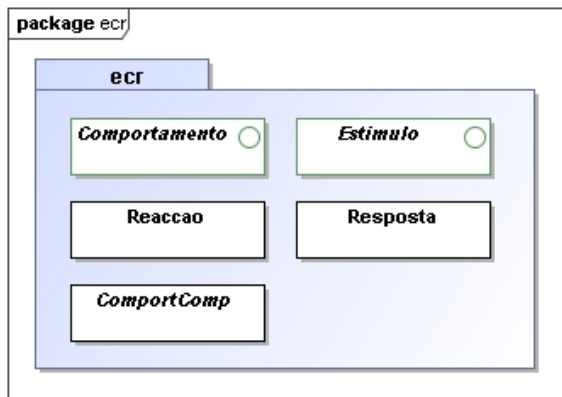 package ecr
ecr
Comportamento
Estimulo
Reaccao
Resposta
ComportComp